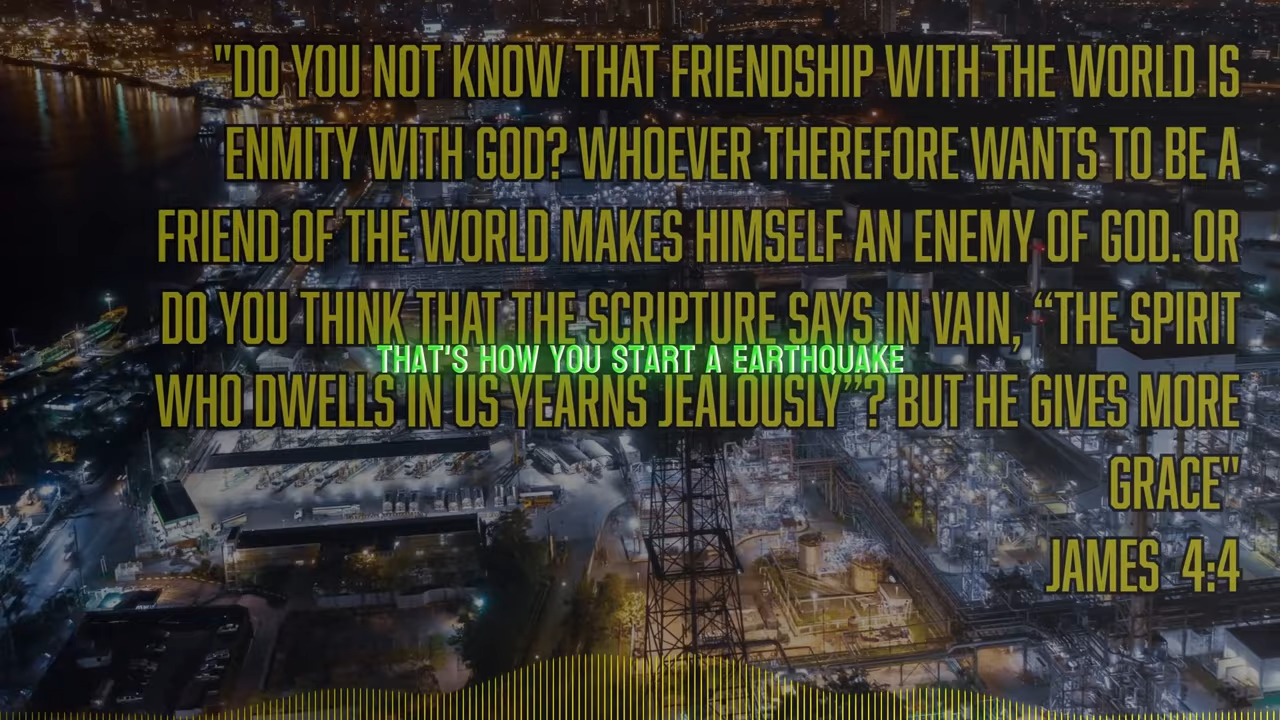 "DO YOU NOT KNOW THAT FRIENDSHIP WITH THE WORLD IS
ENMITY WITH GOD? WHOEVER THEREFORE WANTS TO BE A
FRIEND OF THE WORLD MAKES HIMSELF AN ENEMY OF GOD. OR
DO YOU THINK THAT THE SCRIPTURE SAYS IN VAIN, “THE SPIRIT
THAT'S HOW YOU START A EARTHQUAKE
WHO DWELLS IN US YEARNS JEALOUSLY”? BUT HE GIVES MORE
GRACE"
JAMES 4:4